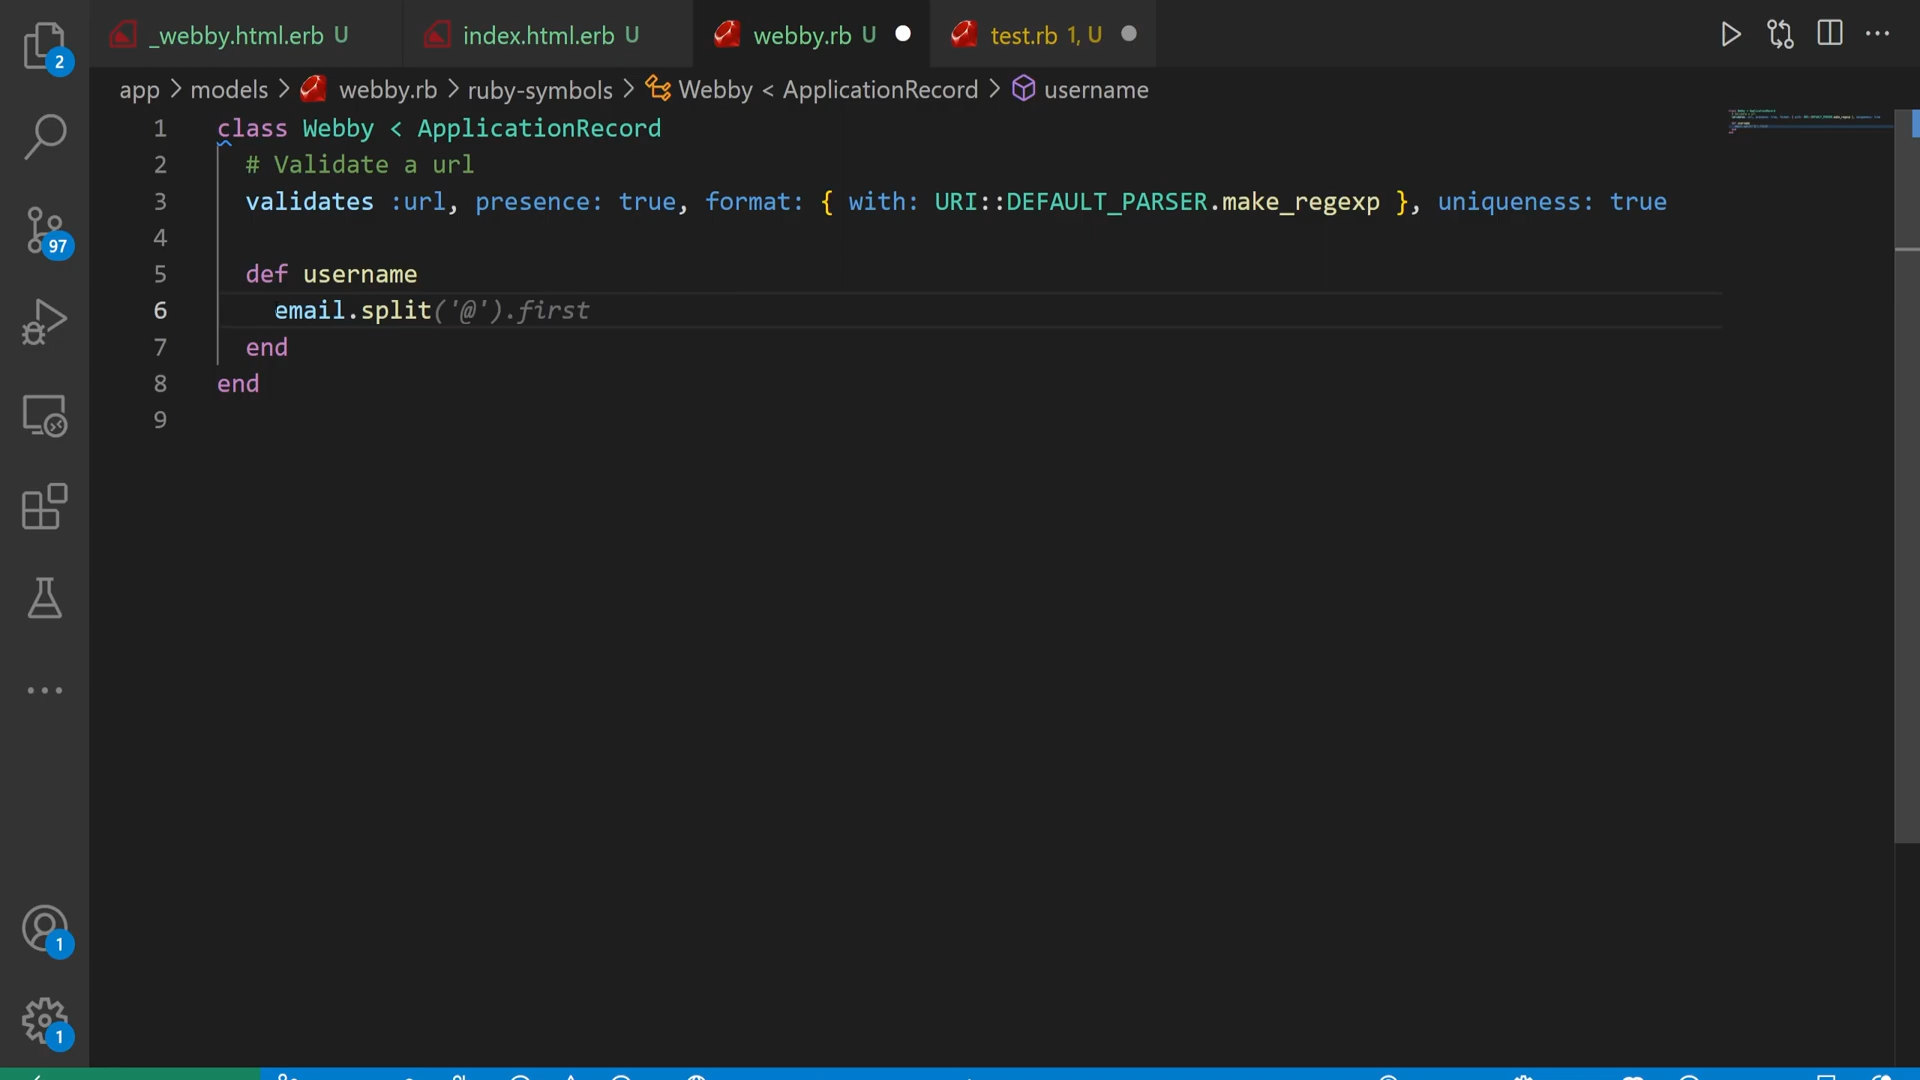 _webby.html.erb U
index.html.erb U
webby.rb U
test.rb 1, U
app > models > webby.rb > ruby-symbols > Webby < ApplicationRecord > username
1 class Webby < ApplicationRecord
2 # Validate a url
3 validates :url, presence: true, format: { with: URI::DEFAULT_PARSER.make_regexp }, uniqueness: true
4
5 def username
6 email.split('@').first
7 end
8 end
9
2
97
1
1